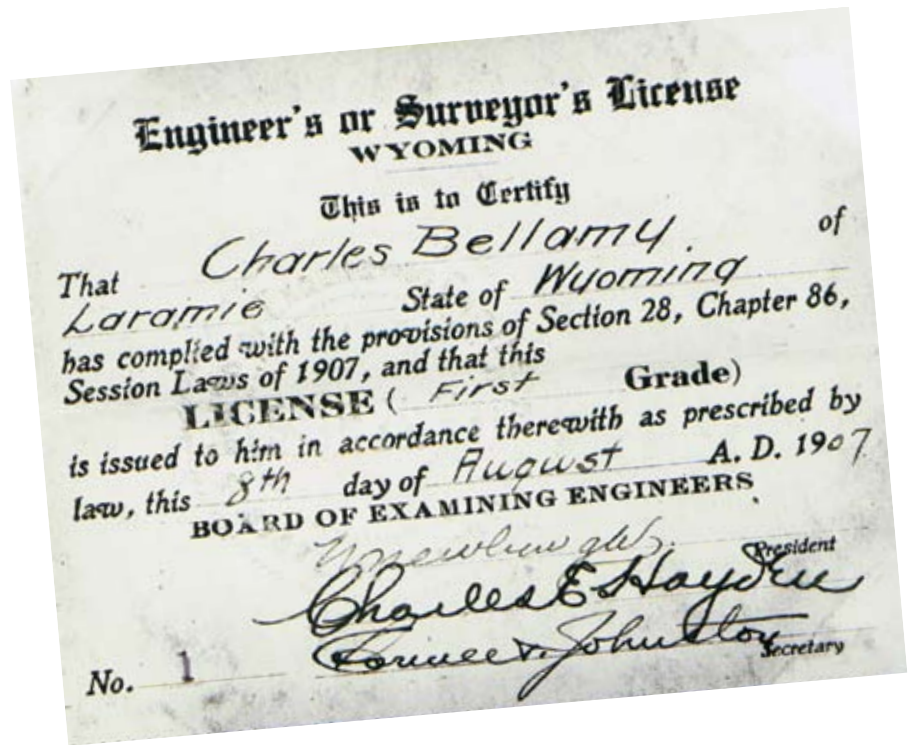 Engineer's or Surveyor's License
WYOMING
This is to Certify
That Charles Bellamy. of
Laramie State of Wyoming
has complied with the provisions of Section 28, Chapter 86,
Session Laws of 1907, and that this
LICENSE ( First Grade)
is issued to him in accordance therewith as prescribed by
law, this 8th day of August A. D. 1907
BOARD OF EXAMINING ENGINEERS
President
Charles E Hayden
Johnston
Secretary
No. 1